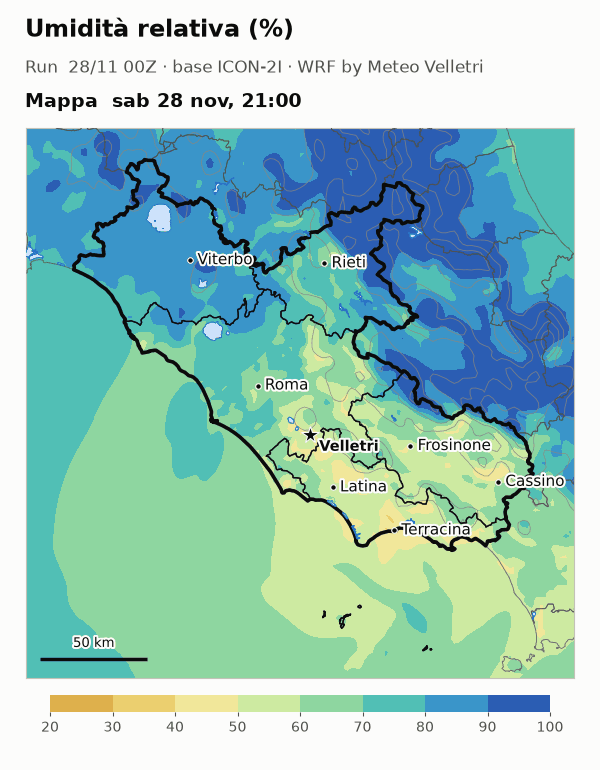 Umidità relativa (%)
Run  28/11 00Z · base ICON-2I · WRF by Meteo Velletri
Mappa  sab 28 nov, 21:00
Viterbo
Rieti
Roma
Velletri
Frosinone
Latina
Cassino
Terracina
50 km
20 30 40 50 60 70 80 90 100